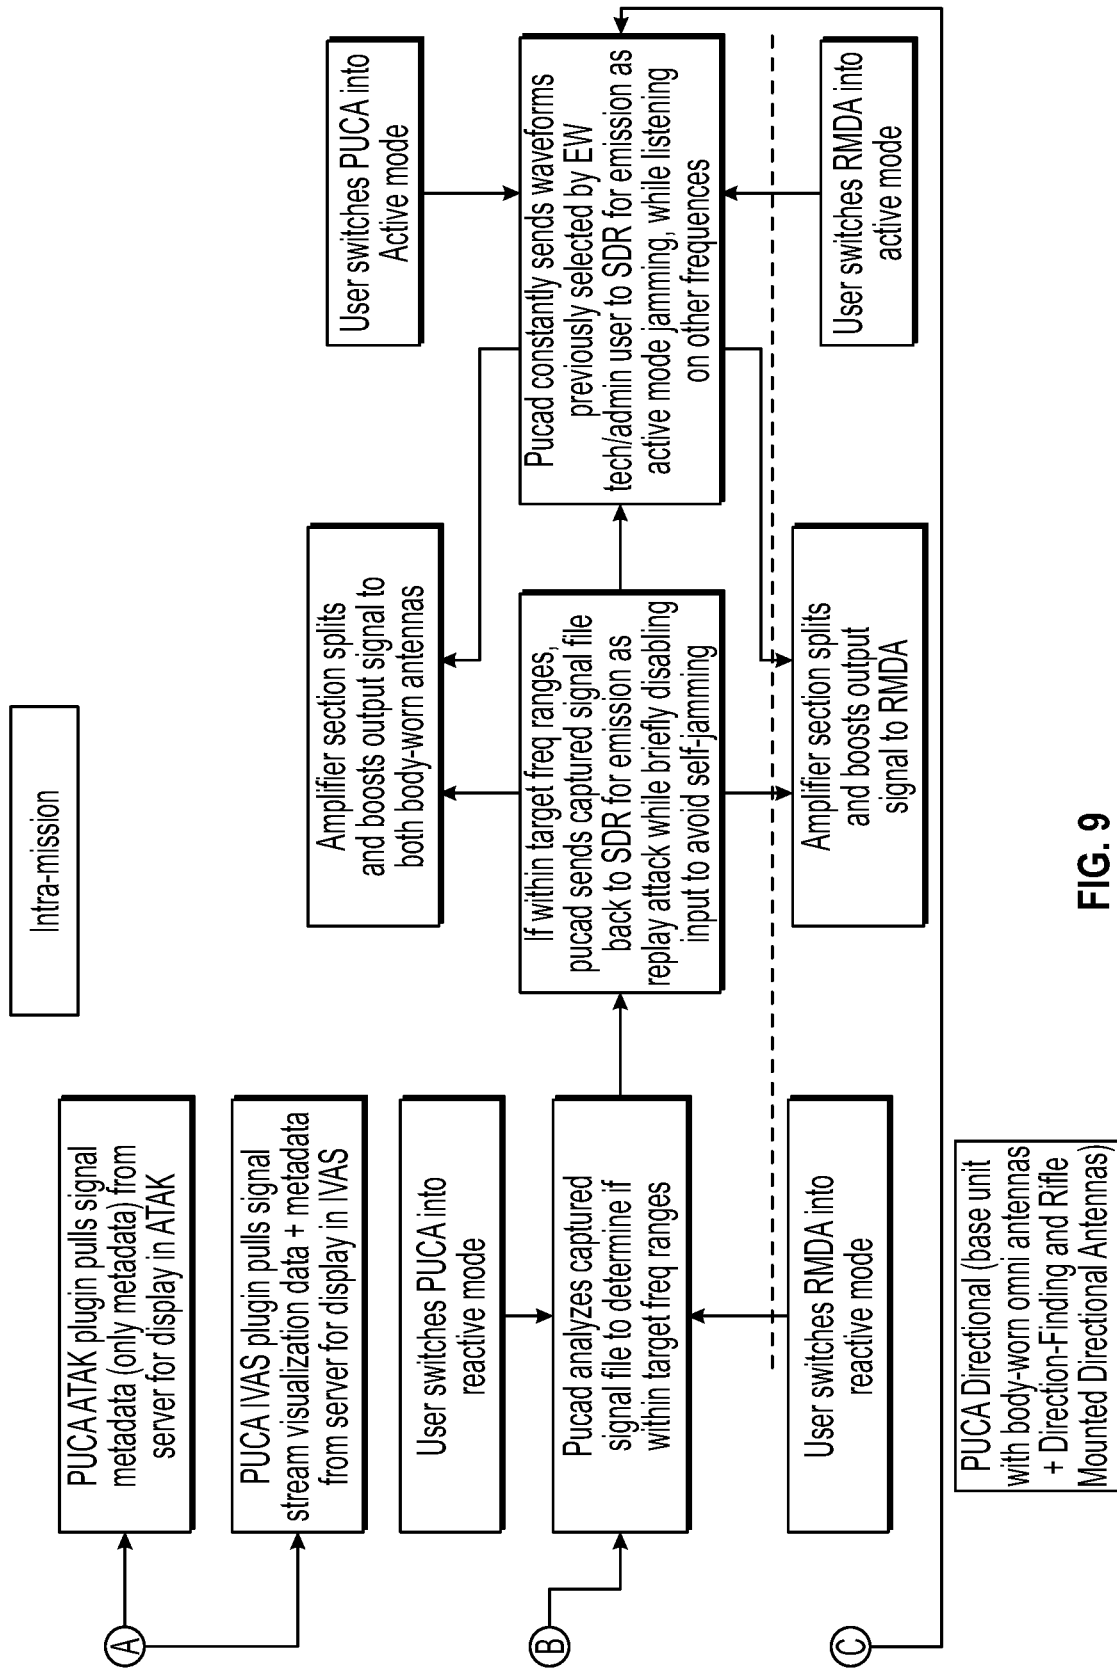 Intra-mission
A
PUCA ATAK plugin pulls signal
metadata (only metadata) from
server for display in ATAK
PUCA IVAS plugin pulls signal
stream visualization data + metadata
from server for display in IVAS
User switches PUCA into
reactive mode
B
Pucad analyzes captured
signal file to determine if
within target freq ranges
User switches RMDA into
reactive mode
Amplifier section splits
and boosts output signal to
both body-worn antennas
If within target freq ranges,
pucad sends captured signal file
back to SDR for emission as
replay attack while briefly disabling
input to avoid self-jamming
Amplifier section splits
and boosts output
signal to RMDA
User switches PUCA into
Active mode
Pucad constantly sends waveforms
previously selected by EW
tech/admin user to SDR for emission as
active mode jamming, while listening
on other frequences
User switches RMDA into
active mode
C
PUCA Directional (base unit
with body-worn omni antennas
+ Direction-Finding and Rifle
Mounted Directional Antennas)
FIG. 9